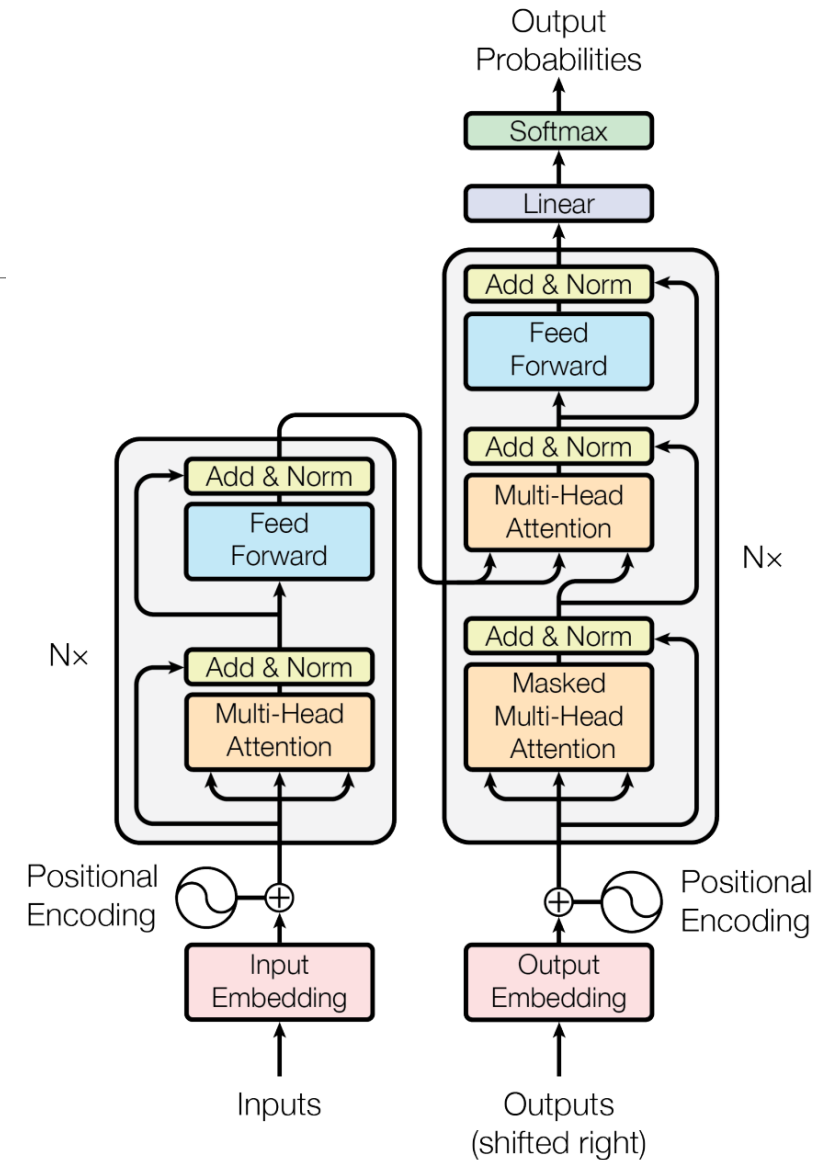 Output
Probabilities
Softmax
Linear
Add & Norm
Feed
Forward
Add & Norm
Multi-Head
Attention
Add & Norm
Masked
Multi-Head
Attention
Nx
Add & Norm
Feed
Forward
Add & Norm
Multi-Head
Attention
Nx
Positional
Encoding
Positional
Encoding
Input
Embedding
Output
Embedding
Inputs
Outputs
(shifted right)